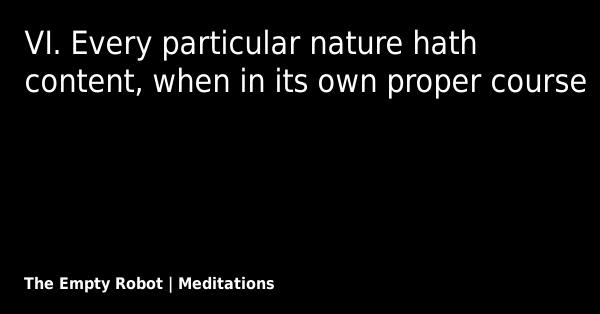 VI. Every particular nature hath
content, when in its own proper course
The Empty Robot | Meditations